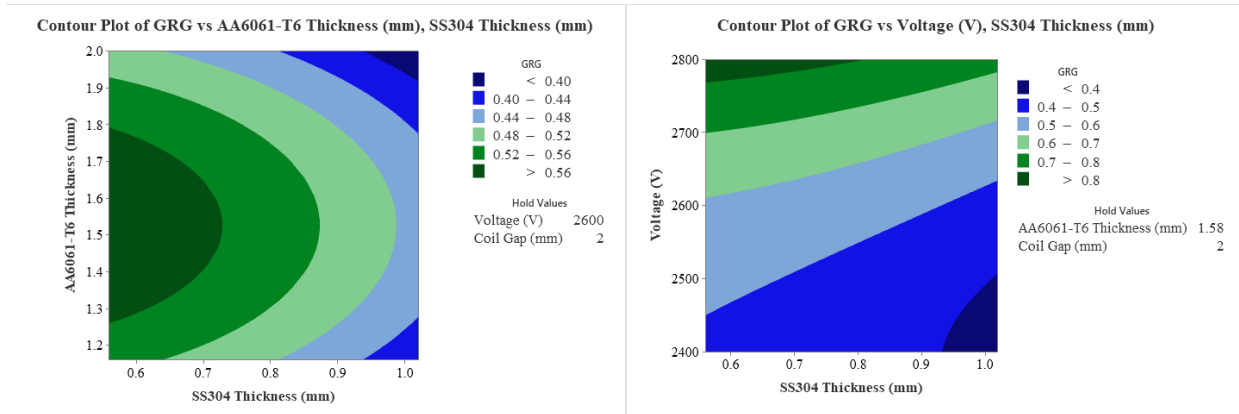 Contour Plot of GRG vs AA6061-T6 Thickness (mm), SS304 Thickness (mm)
2.0
1.9
1.8
1.7
1.6
1.5
1.4
1.3
1.2
AA6061-T6 Thickness (mm)
0.6 0.7 0.8 0.9 1.0
SS304 Thickness (mm)
GRG
< 0.40
0.40 – 0.44
0.44 – 0.48
0.48 – 0.52
0.52 – 0.56
> 0.56
Hold Values
Voltage (V) 2600
Coil Gap (mm) 2
Contour Plot of GRG vs Voltage (V), SS304 Thickness (mm)
2800
2700
2600
2500
2400
Voltage (V)
0.6 0.7 0.8 0.9 1.0
SS304 Thickness (mm)
GRG
< 0.4
0.4 – 0.5
0.5 – 0.6
0.6 – 0.7
0.7 – 0.8
> 0.8
Hold Values
AA6061-T6 Thickness (mm) 1.58
Coil Gap (mm) 2